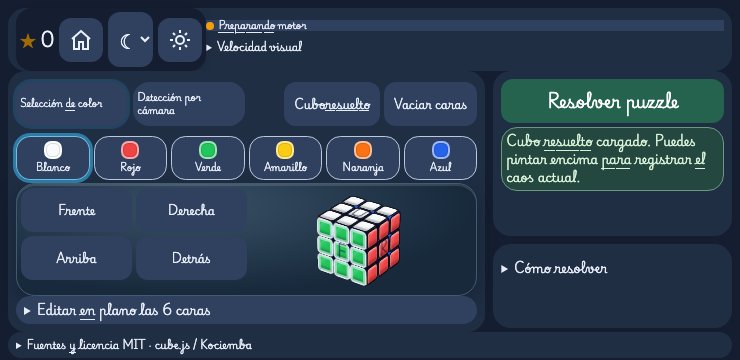 ★ 0
Preparando motor
Velocidad visual
Selección de color
Detección por
cámara
Cubo resuelto
Vaciar caras
Blanco
Rojo
Verde
Amarillo
Naranja
Azul
Frente
Derecha
Arriba
Detrás
Editar en plano las 6 caras
Resolver puzzle
Cubo resuelto cargado. Puedes
pintar encima para registrar el
caos actual.
Cómo resolver
Fuentes y licencia MIT · cube.js / Kociemba